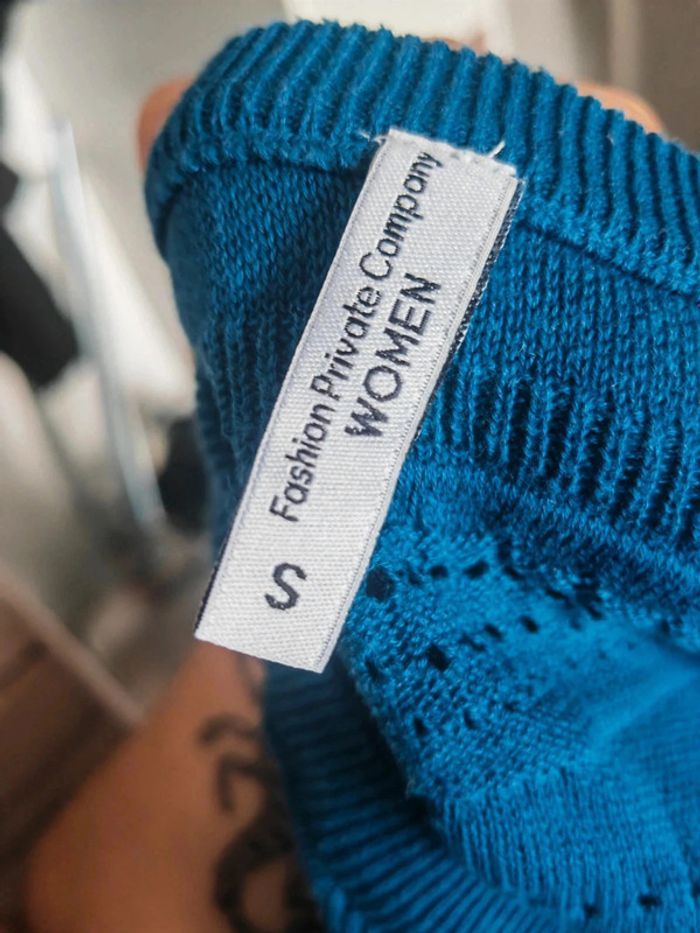 Fashion Private Company
WOMEN
S